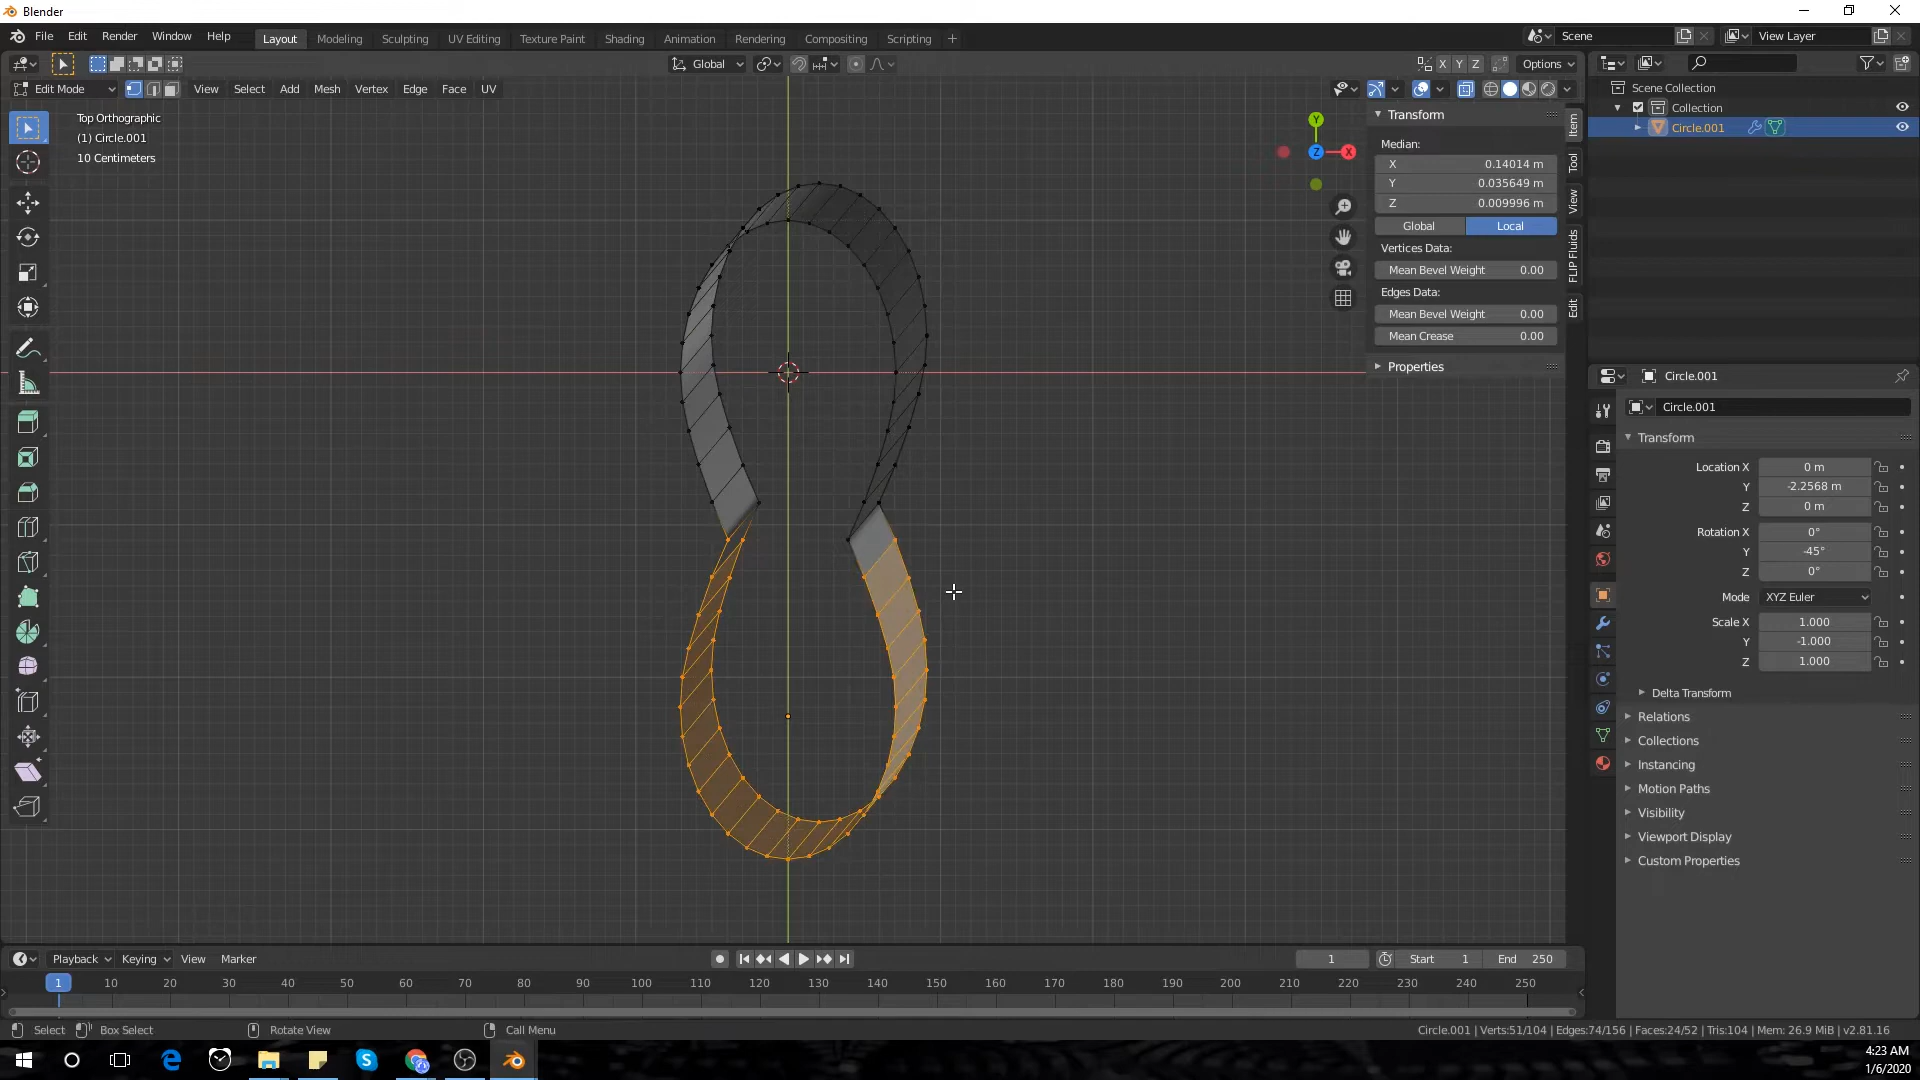 Blender
File Edit Render Window Help
Layout Modeling Sculpting UV Editing Texture Paint Shading Animation Rendering Compositing Scripting +
Scene
View Layer
Global
X Y Z
Options
Edit Mode
View Select Add Mesh Vertex Edge Face UV
Top Orthographic
(1) Circle.001
10 Centimeters
Y
Z
X
Transform
Median:
X 0.14014 m
Y 0.035649 m
Z 0.009996 m
Global Local
Vertices Data:
Mean Bevel Weight 0.00
Edges Data:
Mean Bevel Weight 0.00
Mean Crease 0.00
Properties
Item
Tool
View
FLIP Fluids
Edit
Scene Collection
Collection
Circle.001
Circle.001
Circle.001
Transform
Location X 0 m
Y -2.2568 m
Z 0 m
Rotation X 0°
Y -45°
Z 0°
Mode XYZ Euler
Scale X 1.000
Y -1.000
Z 1.000
Delta Transform
Relations
Collections
Instancing
Motion Paths
Visibility
Viewport Display
Custom Properties
Playback Keying View Marker
1
Start 1
End 250
1 10 20 30 40 50 60 70 80 90 100 110 120 130 140 150 160 170 180 190 200 210 220 230 240 250
Select Box Select Rotate View Call Menu
Circle.001 | Verts:51/104 | Edges:74/156 | Faces:24/52 | Tris:104 | Mem: 26.9 MiB | v2.81.16
4:23 AM
1/6/2020